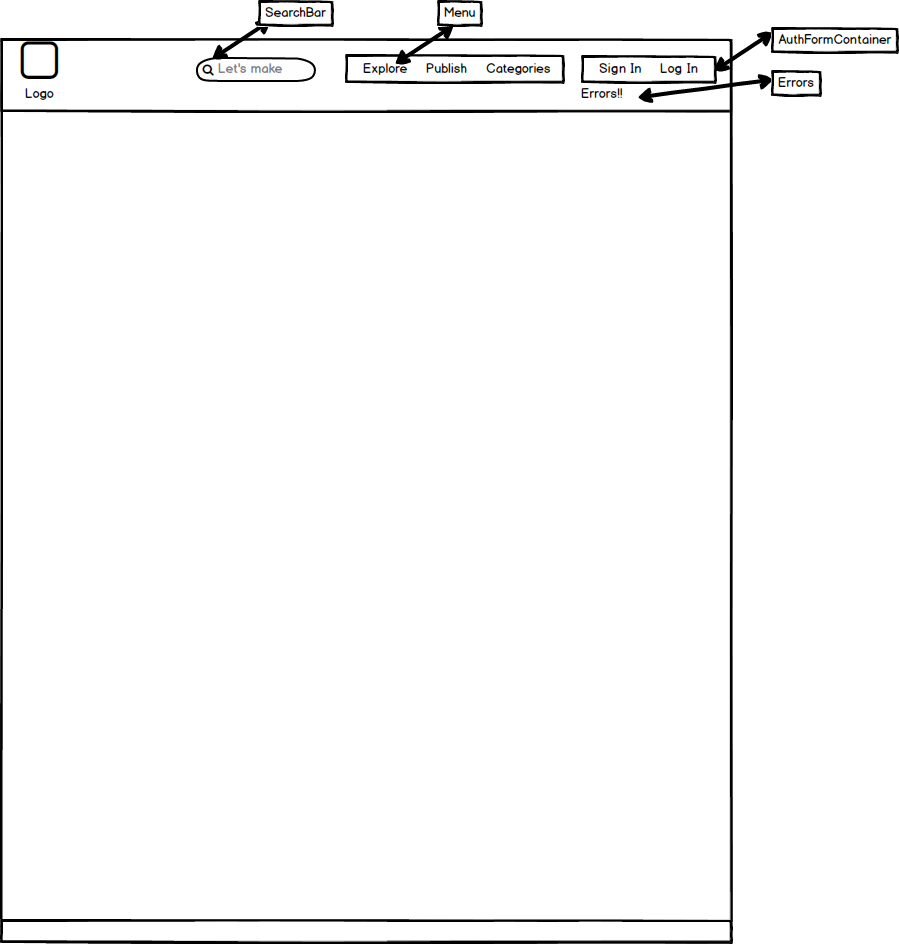 SearchBar
Menu
AuthFormContainer
Let's make
Explore Publish Categories
Sign In Log In
Errors
Logo
Errors!!